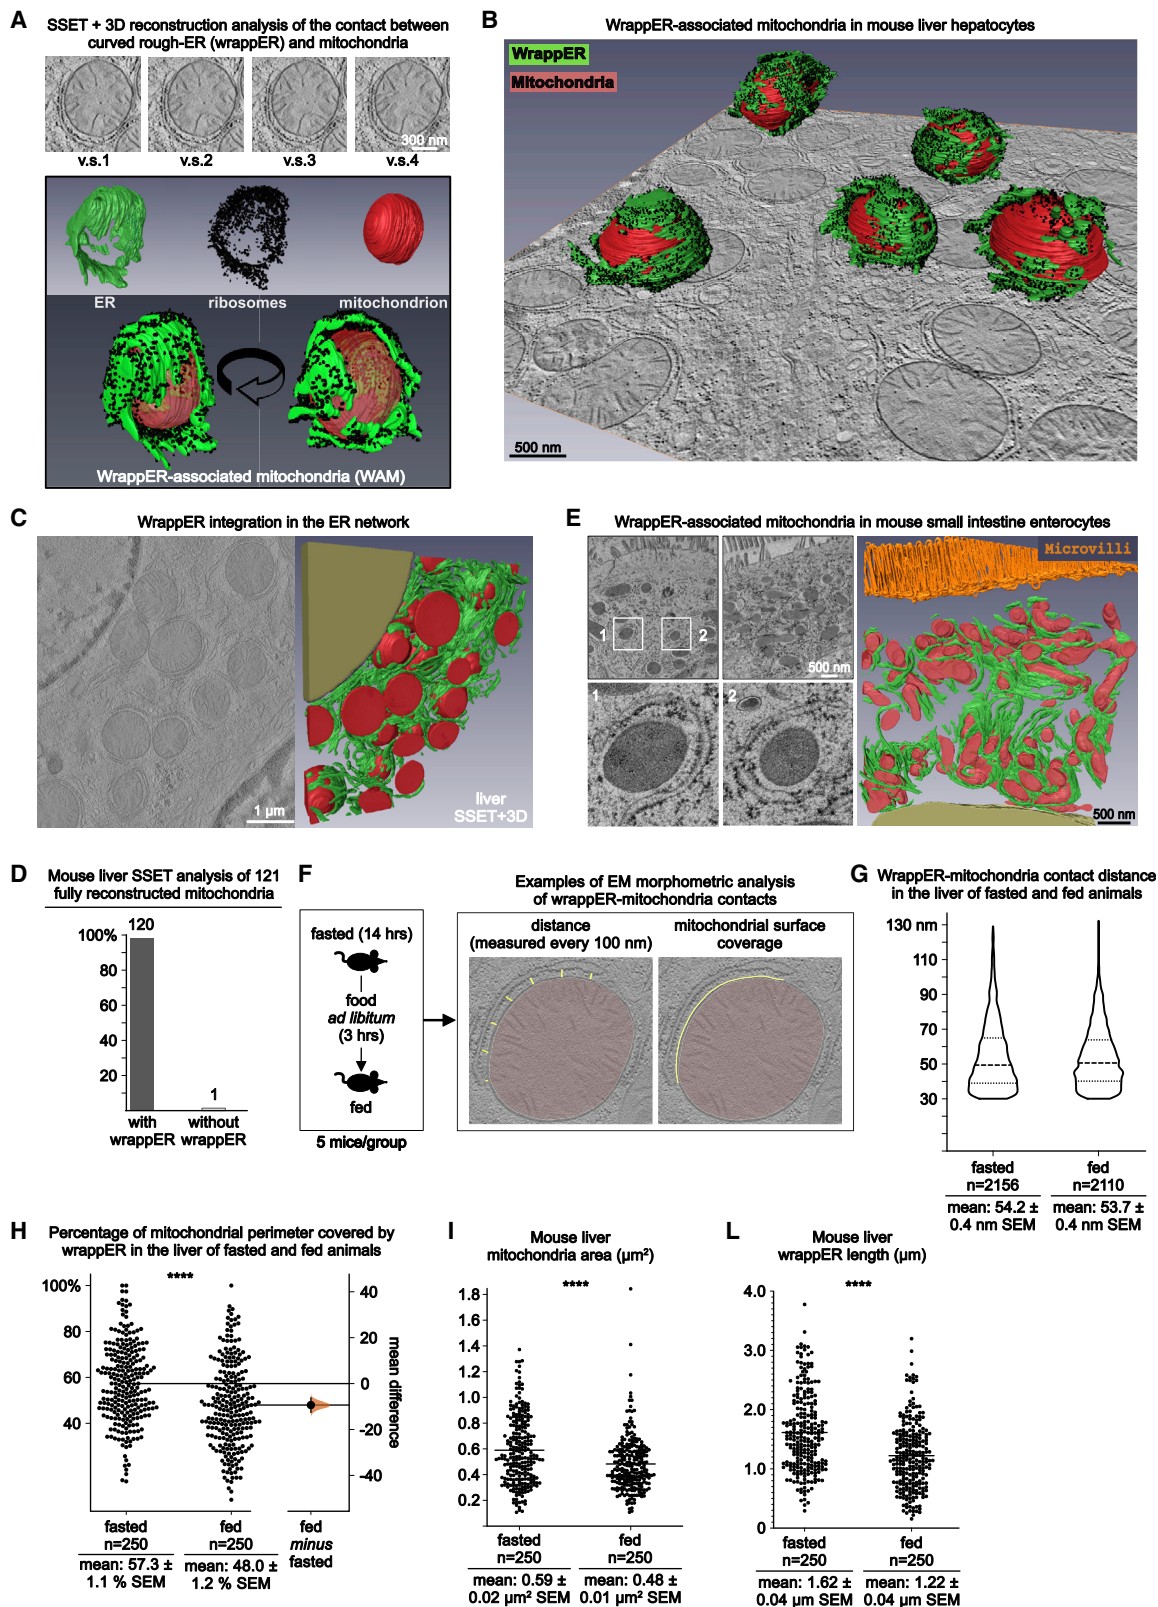 A
SSET + 3D reconstruction analysis of the contact between
curved rough-ER (wrappER) and mitochondria
v.s.1
v.s.2
v.s.3
v.s.4
300 nm
ER
ribosomes
mitochondrion
WrappER-associated mitochondria (WAM)
B
WrappER-associated mitochondria in mouse liver hepatocytes
WrappER
Mitochondria
500 nm
C
WrappER integration in the ER network
1 µm
liver
SSET+3D
E
WrappER-associated mitochondria in mouse small intestine enterocytes
1
2
500 nm
1
2
Microvilli
500 nm
D
Mouse liver SSET analysis of 121
fully reconstructed mitochondria
120
100%
80
60
40
20
1
with
wrappER
without
wrappER
F
fasted (14 hrs)
food
ad libitum
(3 hrs)
fed
5 mice/group
Examples of EM morphometric analysis
of wrappER-mitochondria contacts
distance
(measured every 100 nm)
mitochondrial surface
coverage
G
WrappER-mitochondria contact distance
in the liver of fasted and fed animals
130 nm
110
90
70
50
30
fasted
n=2156
mean: 54.2 ±
0.4 nm SEM
fed
n=2110
mean: 53.7 ±
0.4 nm SEM
H
Percentage of mitochondrial perimeter covered by
wrappER in the liver of fasted and fed animals
****
100%
80
60
40
40
20
0
-20
-40
mean difference
fasted
n=250
mean: 57.3 ±
1.1 % SEM
fed
n=250
mean: 48.0 ±
1.2 % SEM
fed
minus
fasted
I
Mouse liver
mitochondria area (µm²)
****
1.8
1.6
1.4
1.2
1.0
0.8
0.6
0.4
0.2
fasted
n=250
mean: 0.59 ±
0.02 µm² SEM
fed
n=250
mean: 0.48 ±
0.01 µm² SEM
L
Mouse liver
wrappER length (µm)
****
4.0
3.0
2.0
1.0
0
fasted
n=250
mean: 1.62 ±
0.04 µm SEM
fed
n=250
mean: 1.22 ±
0.04 µm SEM